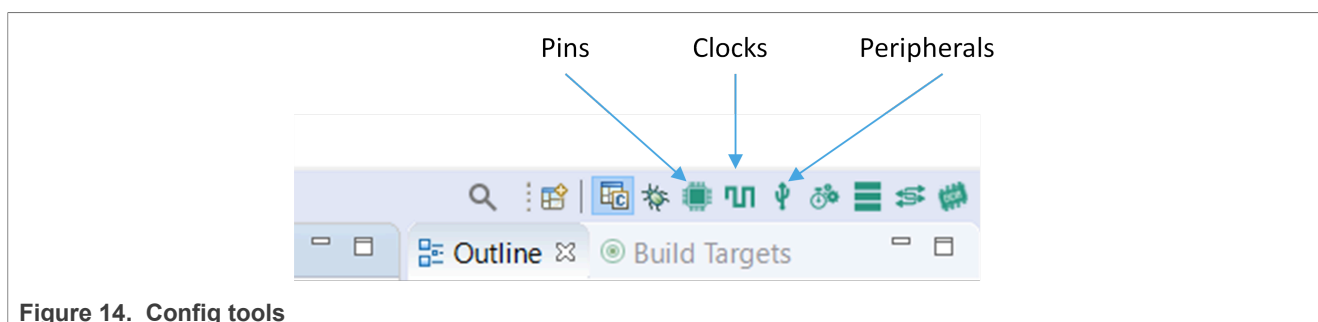 Pins Clocks Peripherals
Outline Build Targets
Figure 14. Config tools